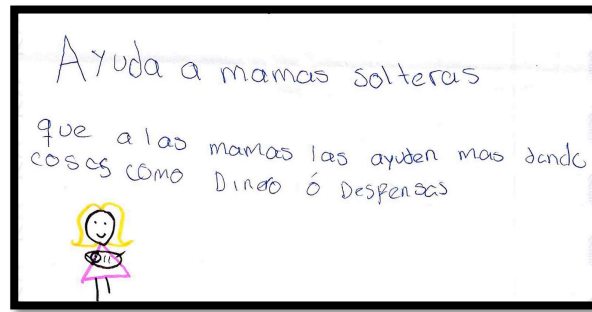 Ayuda a mamas solteras
que a las mamas las ayuden mas dando
cosas como Dinero ó Despensas